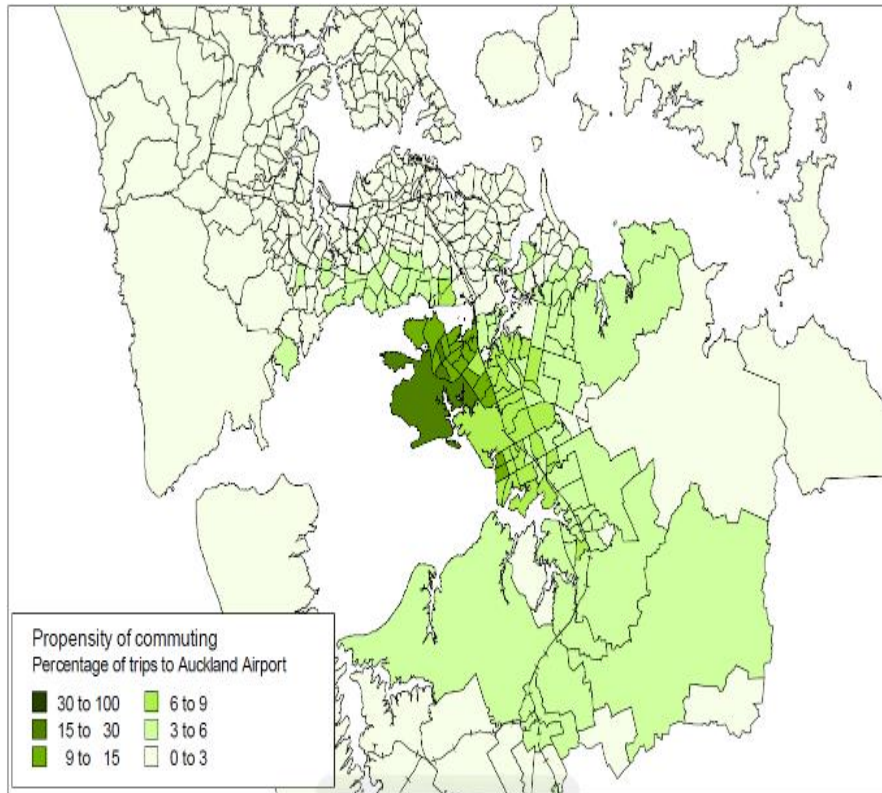 Propensity of commuting
Percentage of trips to Auckland Airport
30 to 100
15 to 30
9 to 15
6 to 9
3 to 6
0 to 3